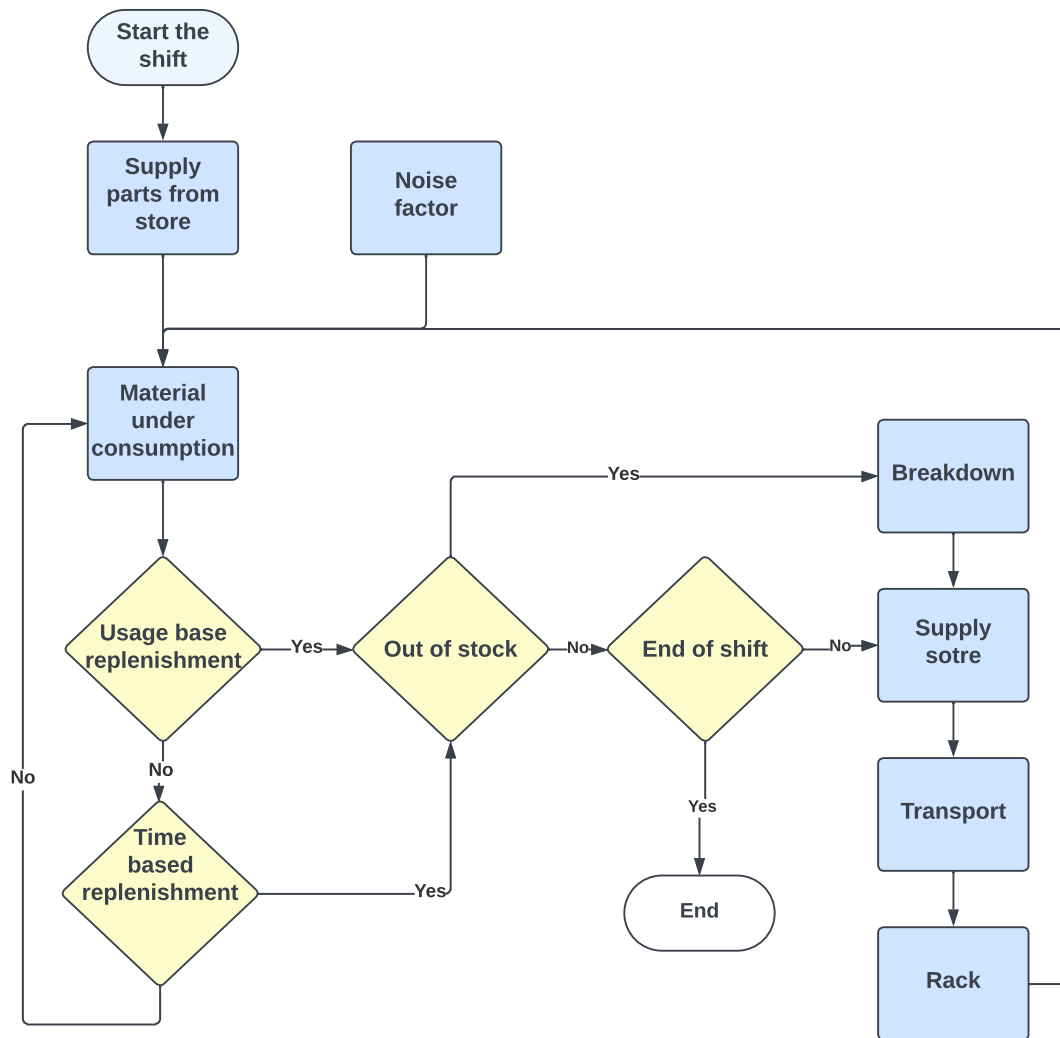 Start the
shift
Supply
parts from
store
Noise
factor
Material
under
consumption
Yes
Breakdown
Usage base
replenishment
Yes
Out of stock
No
End of shift
No
Supply
sotre
No
No
Yes
Transport
Time
based
replenishment
Yes
End
Rack